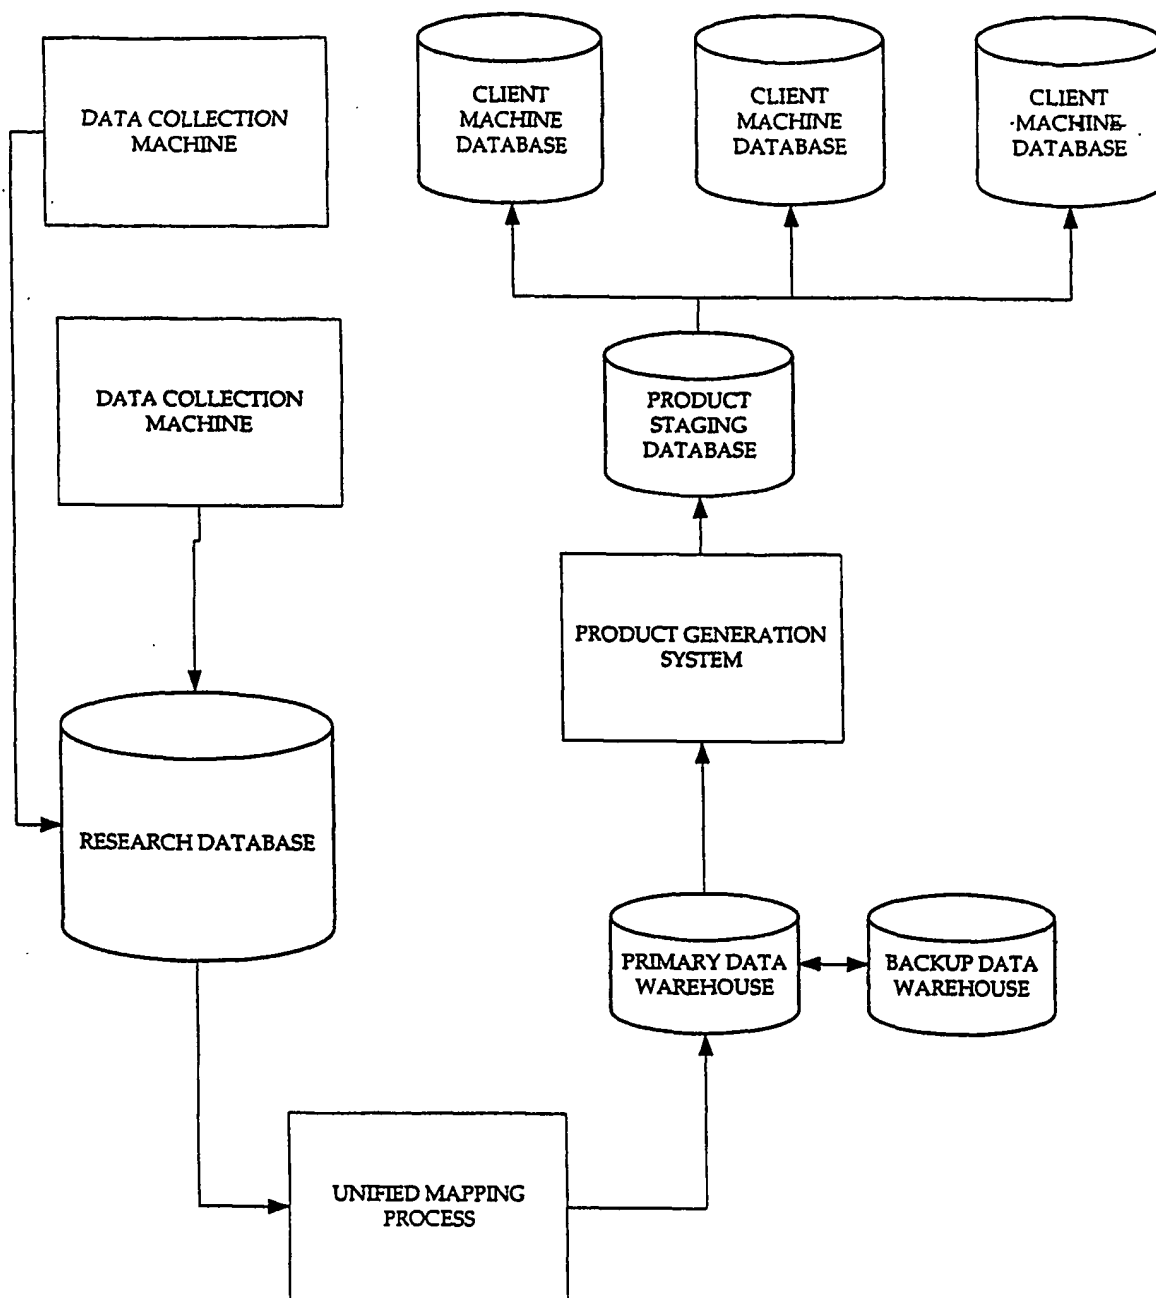 DATA COLLECTION
MACHINE
CLIENT
MACHINE
DATABASE
CLIENT
MACHINE
DATABASE
CLIENT
MACHINE
DATABASE
DATA COLLECTION
MACHINE
PRODUCT
STAGING
DATABASE
PRODUCT GENERATION
SYSTEM
RESEARCH DATABASE
PRIMARY DATA
WAREHOUSE
BACKUP DATA
WAREHOUSE
UNIFIED MAPPING
PROCESS